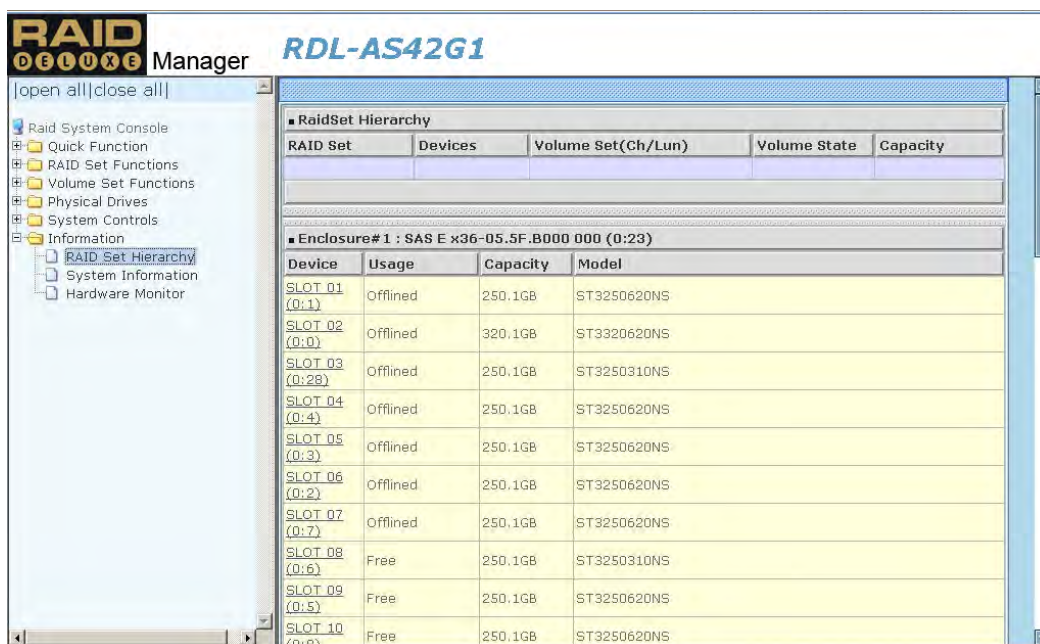 RAID
DELUXE Manager
RDL-AS42G1
|open all|close all|
Raid System Console
Quick Function
RAID Set Functions
Volume Set Functions
Physical Drives
System Controls
Information
RAID Set Hierarchy
System Information
Hardware Monitor
RaidSet Hierarchy
RAID Set Devices Volume Set(Ch/Lun) Volume State Capacity
Enclosure#1 : SAS E x36-05.5F.B000 000 (0:23)
Device Usage Capacity Model
SLOT 01 (0:1) Offlined 250.1GB ST3250620NS
SLOT 02 (0:0) Offlined 320.1GB ST3320620NS
SLOT 03 (0:28) Offlined 250.1GB ST3250310NS
SLOT 04 (0:4) Offlined 250.1GB ST3250620NS
SLOT 05 (0:3) Offlined 250.1GB ST3250620NS
SLOT 06 (0:2) Offlined 250.1GB ST3250620NS
SLOT 07 (0:7) Offlined 250.1GB ST3250620NS
SLOT 08 (0:6) Free 250.1GB ST3250310NS
SLOT 09 (0:5) Free 250.1GB ST3250620NS
SLOT 10 Free 250.1GB ST3250620NS